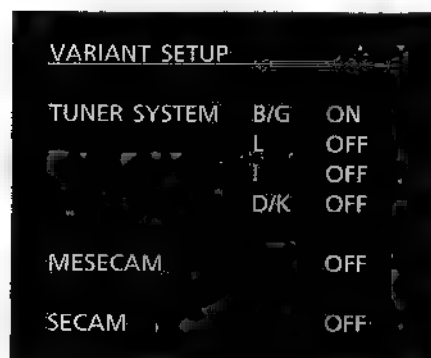 VARIANT SETUP
TUNER SYSTEM B/G ON
L OFF
I OFF
D/K OFF
MESECAM OFF
SECAM OFF